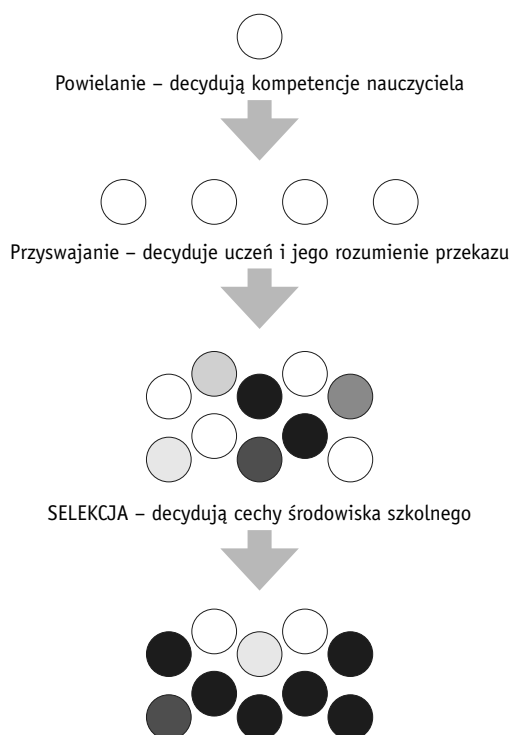 Powielanie – decydują kompetencje nauczyciela
Przyswajanie – decyduje uczeń i jego rozumienie przekazu
SELEKCJA – decydują cechy środowiska szkolnego